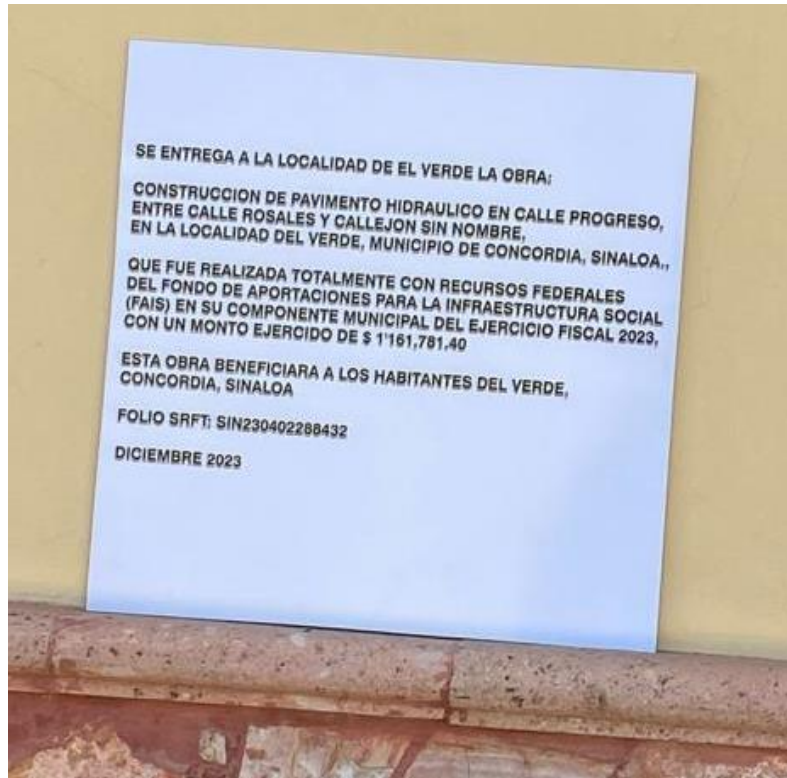 SE ENTREGA A LA LOCALIDAD DE EL VERDE LA OBRA:
CONSTRUCCION DE PAVIMENTO HIDRAULICO EN CALLE PROGRESO,
ENTRE CALLE ROSALES Y CALLEJON SIN NOMBRE,
EN LA LOCALIDAD DEL VERDE, MUNICIPIO DE CONCORDIA, SINALOA.,
QUE FUE REALIZADA TOTALMENTE CON RECURSOS FEDERALES
DEL FONDO DE APORTACIONES PARA LA INFRAESTRUCTURA SOCIAL
(FAIS) EN SU COMPONENTE MUNICIPAL DEL EJERCICIO FISCAL 2023,
CON UN MONTO EJERCIDO DE $ 1'161,781.40
ESTA OBRA BENEFICIARA A LOS HABITANTES DEL VERDE,
CONCORDIA, SINALOA
FOLIO SRFT: SIN230402288432
DICIEMBRE 2023